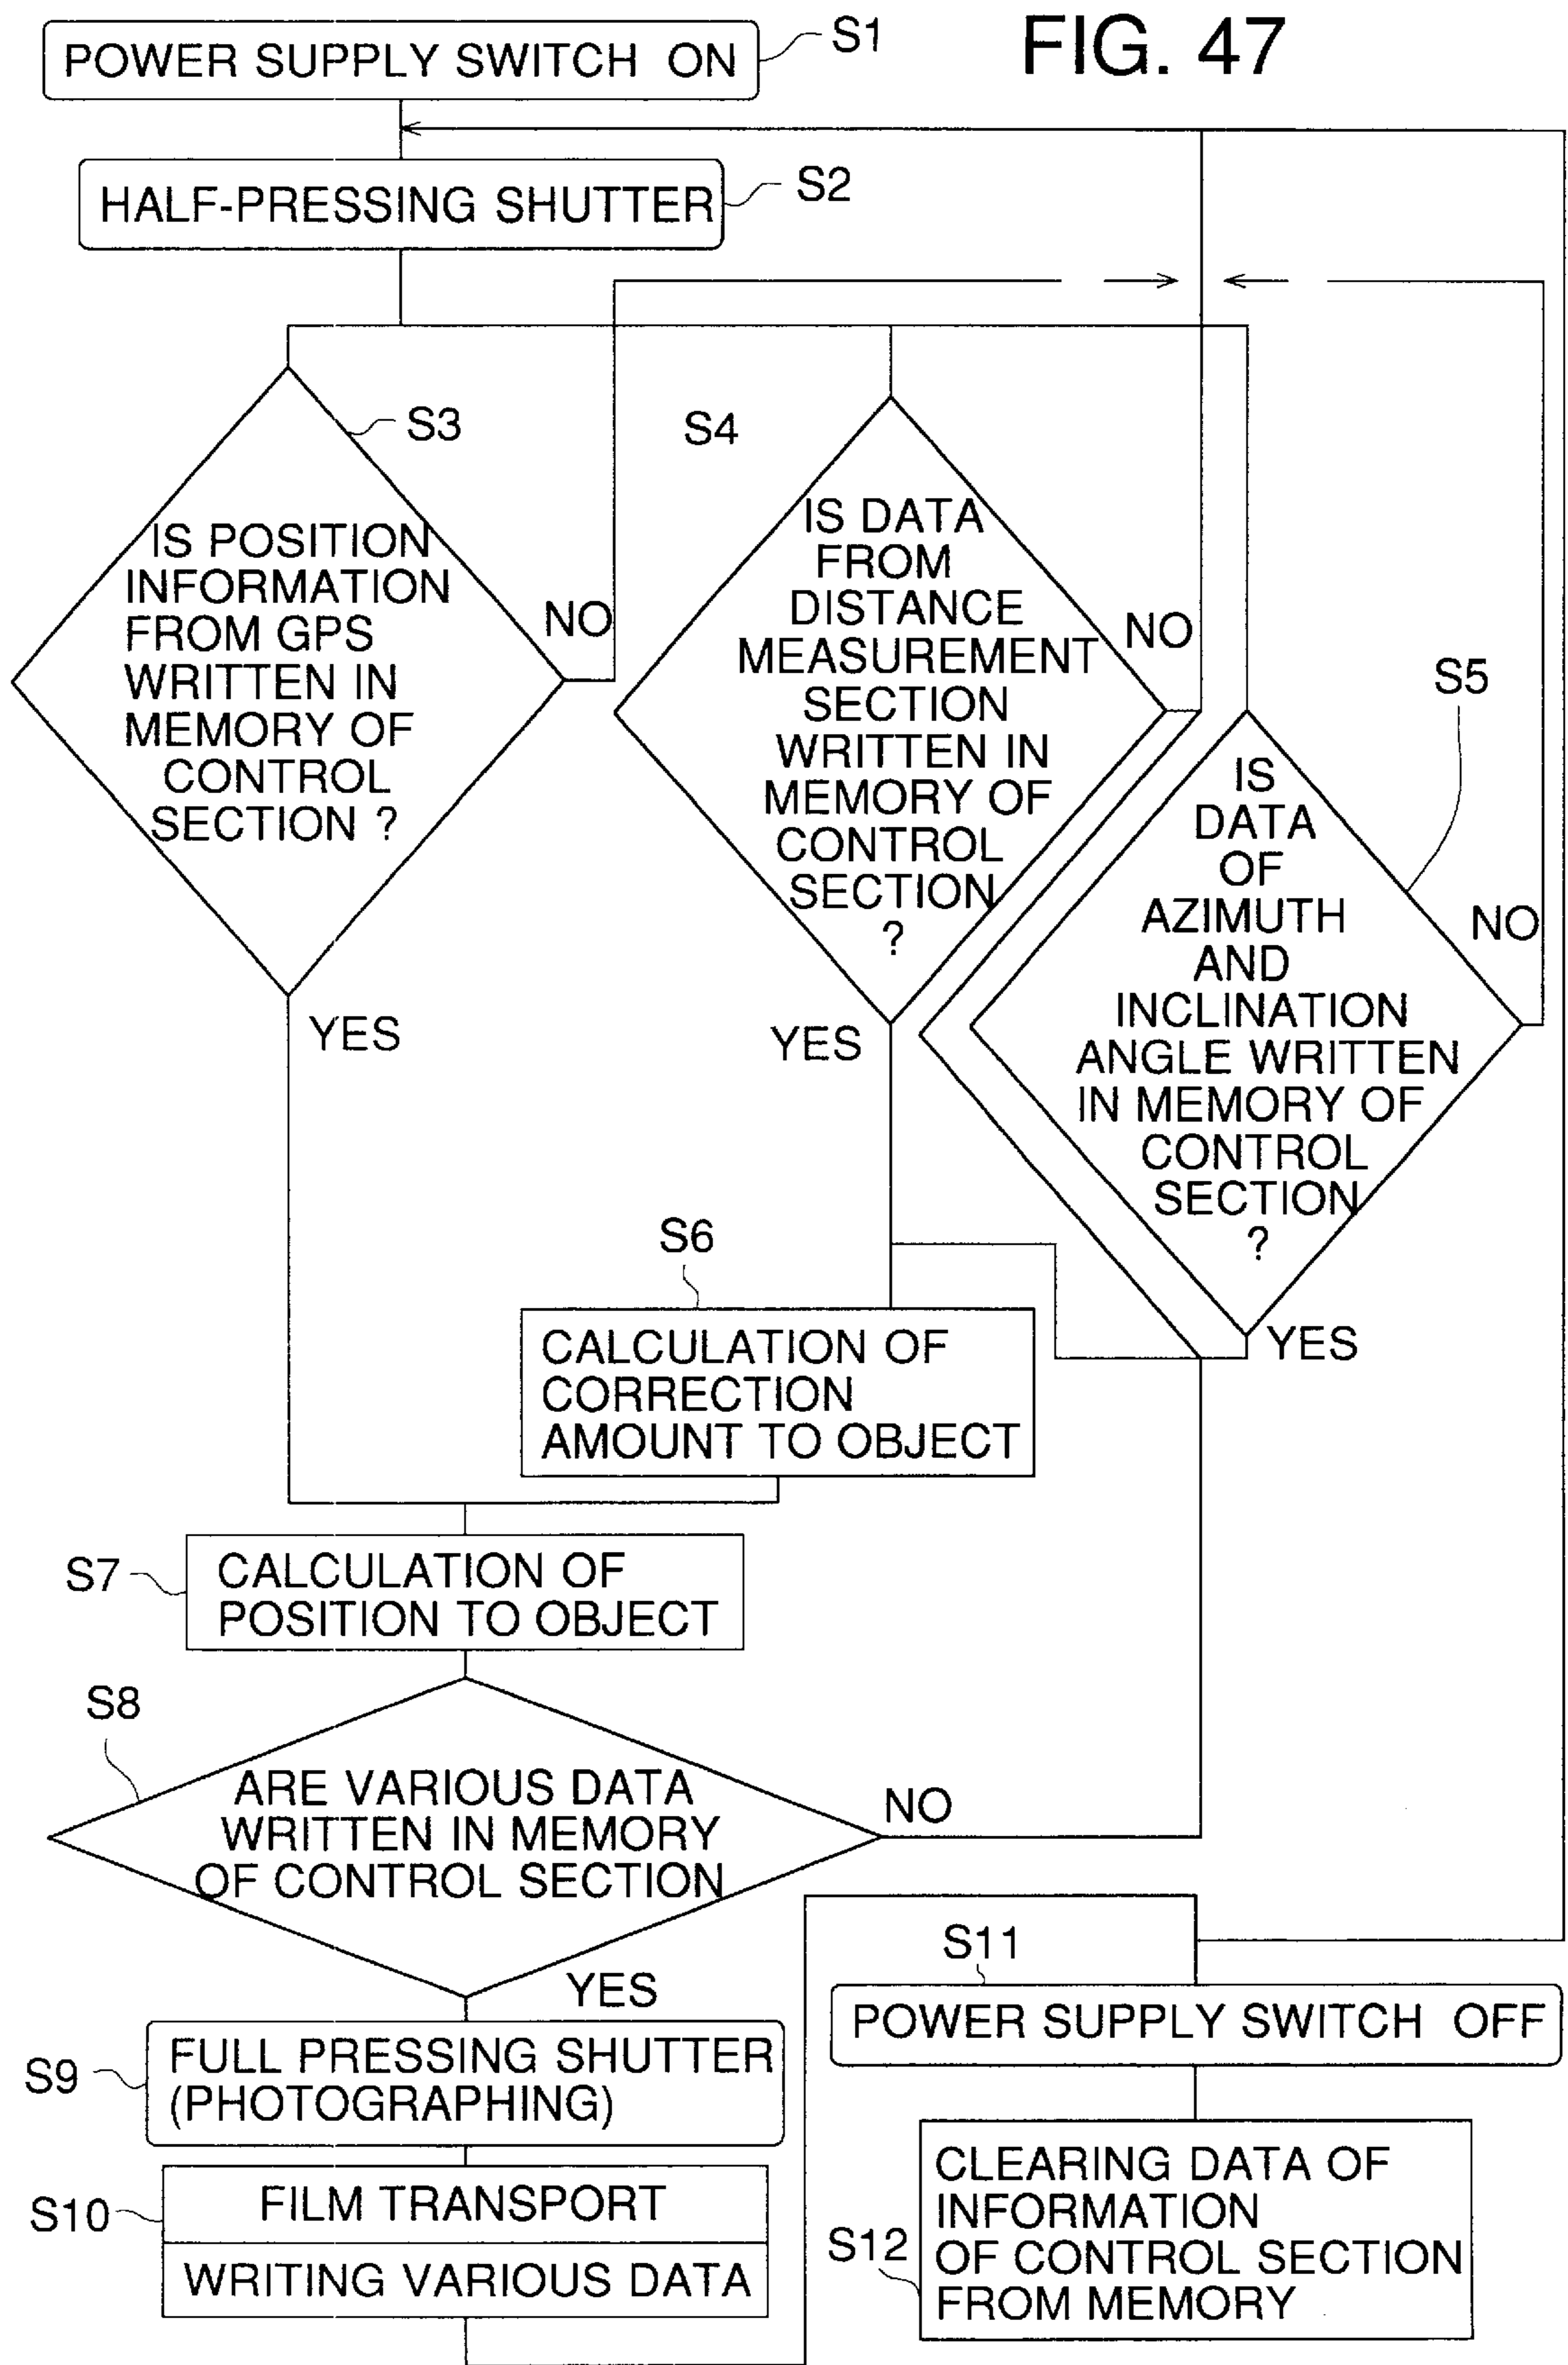 FIG. 47
POWER SUPPLY SWITCH ON
S1
HALF-PRESSING SHUTTER
S2
S3
IS POSITION
INFORMATION
FROM GPS
WRITTEN IN
MEMORY OF
CONTROL
SECTION ?
NO
YES
S4
IS DATA
FROM
DISTANCE
MEASUREMENT
SECTION
WRITTEN IN
MEMORY OF
CONTROL
SECTION
?
NO
YES
S5
IS
DATA
OF
AZIMUTH
AND
INCLINATION
ANGLE WRITTEN
IN MEMORY OF
CONTROL
SECTION
?
NO
YES
S6
CALCULATION OF
CORRECTION
AMOUNT TO OBJECT
S7
CALCULATION OF
POSITION TO OBJECT
S8
ARE VARIOUS DATA
WRITTEN IN MEMORY
OF CONTROL SECTION
NO
YES
S9
FULL PRESSING SHUTTER
(PHOTOGRAPHING)
S10
FILM TRANSPORT
WRITING VARIOUS DATA
S11
POWER SUPPLY SWITCH OFF
S12
CLEARING DATA OF
INFORMATION
OF CONTROL SECTION
FROM MEMORY